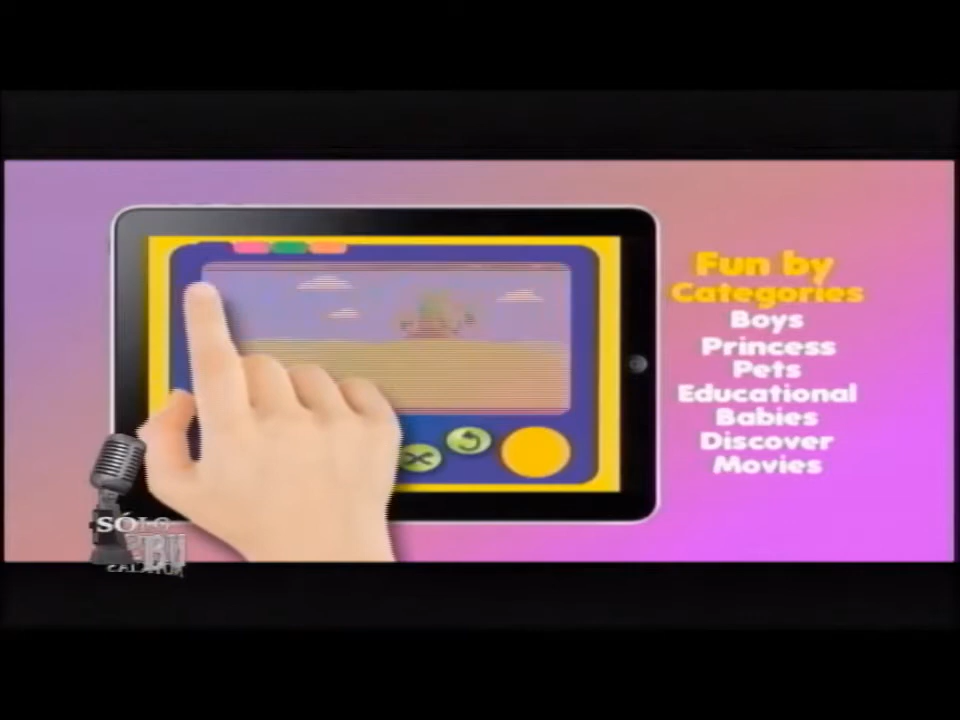 Fun by
Categories
Boys
Princess
Pets
Educational
Babies
Discover
Movies
SÓLO